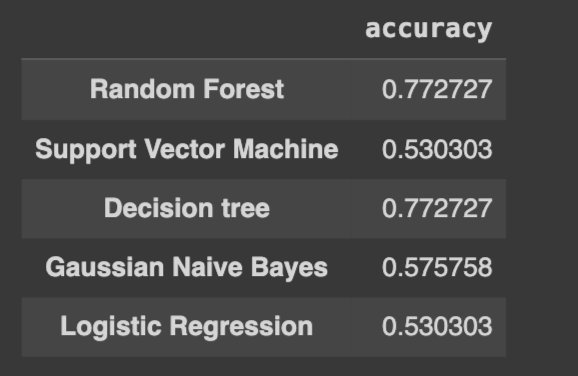 accuracy
Random Forest 0.772727
Support Vector Machine 0.530303
Decision tree 0.772727
Gaussian Naive Bayes 0.575758
Logistic Regression 0.530303